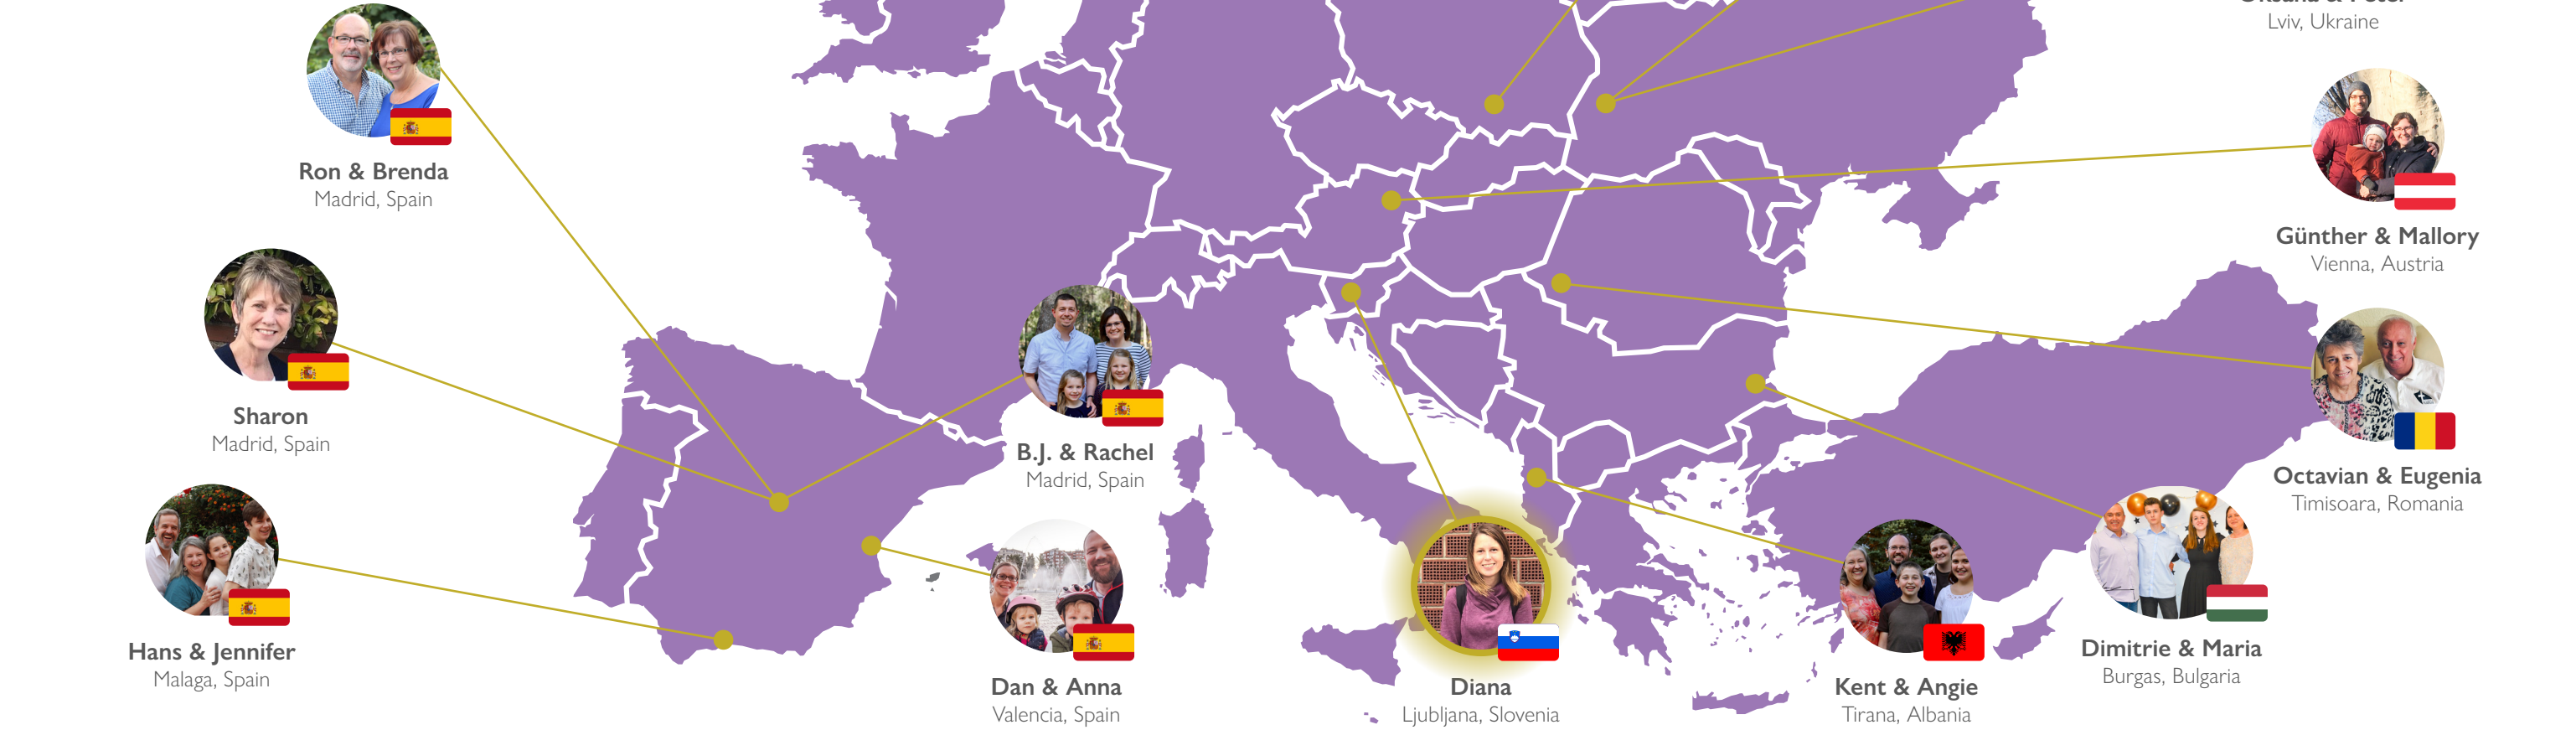 Lviv, Ukraine
Ron & Brenda
Madrid, Spain
Günther & Mallory
Vienna, Austria
Sharon
Madrid, Spain
B.J. & Rachel
Madrid, Spain
Octavian & Eugenia
Timisoara, Romania
Hans & Jennifer
Malaga, Spain
Dan & Anna
Valencia, Spain
Diana
Ljubljana, Slovenia
Kent & Angie
Tirana, Albania
Dimitrie & Maria
Burgas, Bulgaria